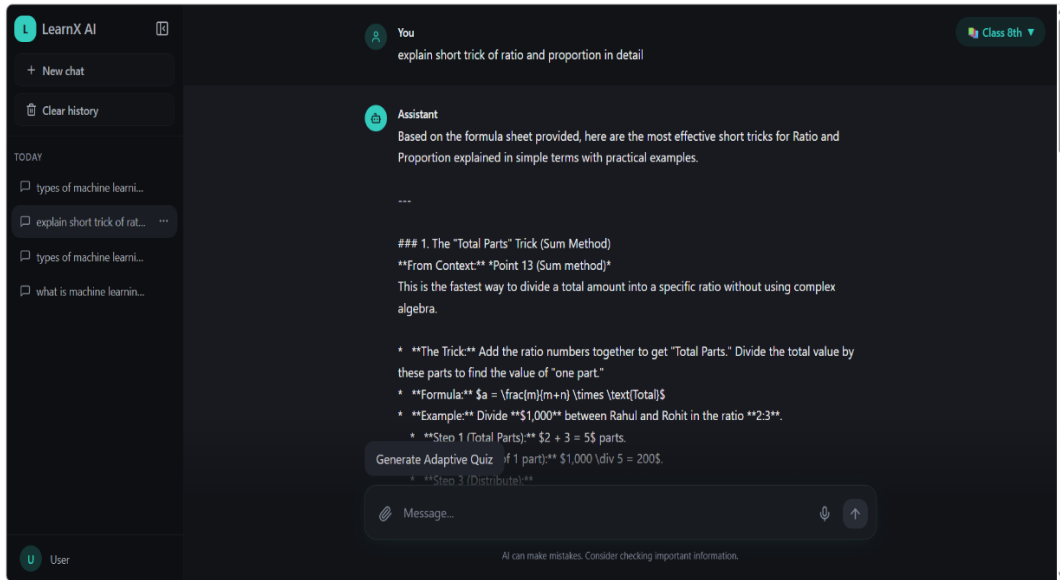 LearnX AI
+ New chat
Clear history
TODAY
types of machine learni...
explain short trick of rat... ...
types of machine learni...
what is machine learnin...
U User
Class 8th ▼
You
explain short trick of ratio and proportion in detail
Assistant
Based on the formula sheet provided, here are the most effective short tricks for Ratio and
Proportion explained in simple terms with practical examples.
---
### 1. The "Total Parts" Trick (Sum Method)
**From Context:** *Point 13 (Sum method)*
This is the fastest way to divide a total amount into a specific ratio without using complex
algebra.
* **The Trick:** Add the ratio numbers together to get "Total Parts." Divide the total value by
these parts to find the value of "one part."
* **Formula:** $a = \frac{m}{m+n} \times \text{Total}$
* **Example:** Divide **$1,000** between Rahul and Rohit in the ratio **2:3**.
* **Step 1 (Total Parts):** $2 + 3 = 5$ parts.
Generate Adaptive Quiz of 1 part):** $1,000 \div 5 = 200$.
* **Step 3 (Distribute):**
Message...
AI can make mistakes. Consider checking important information.